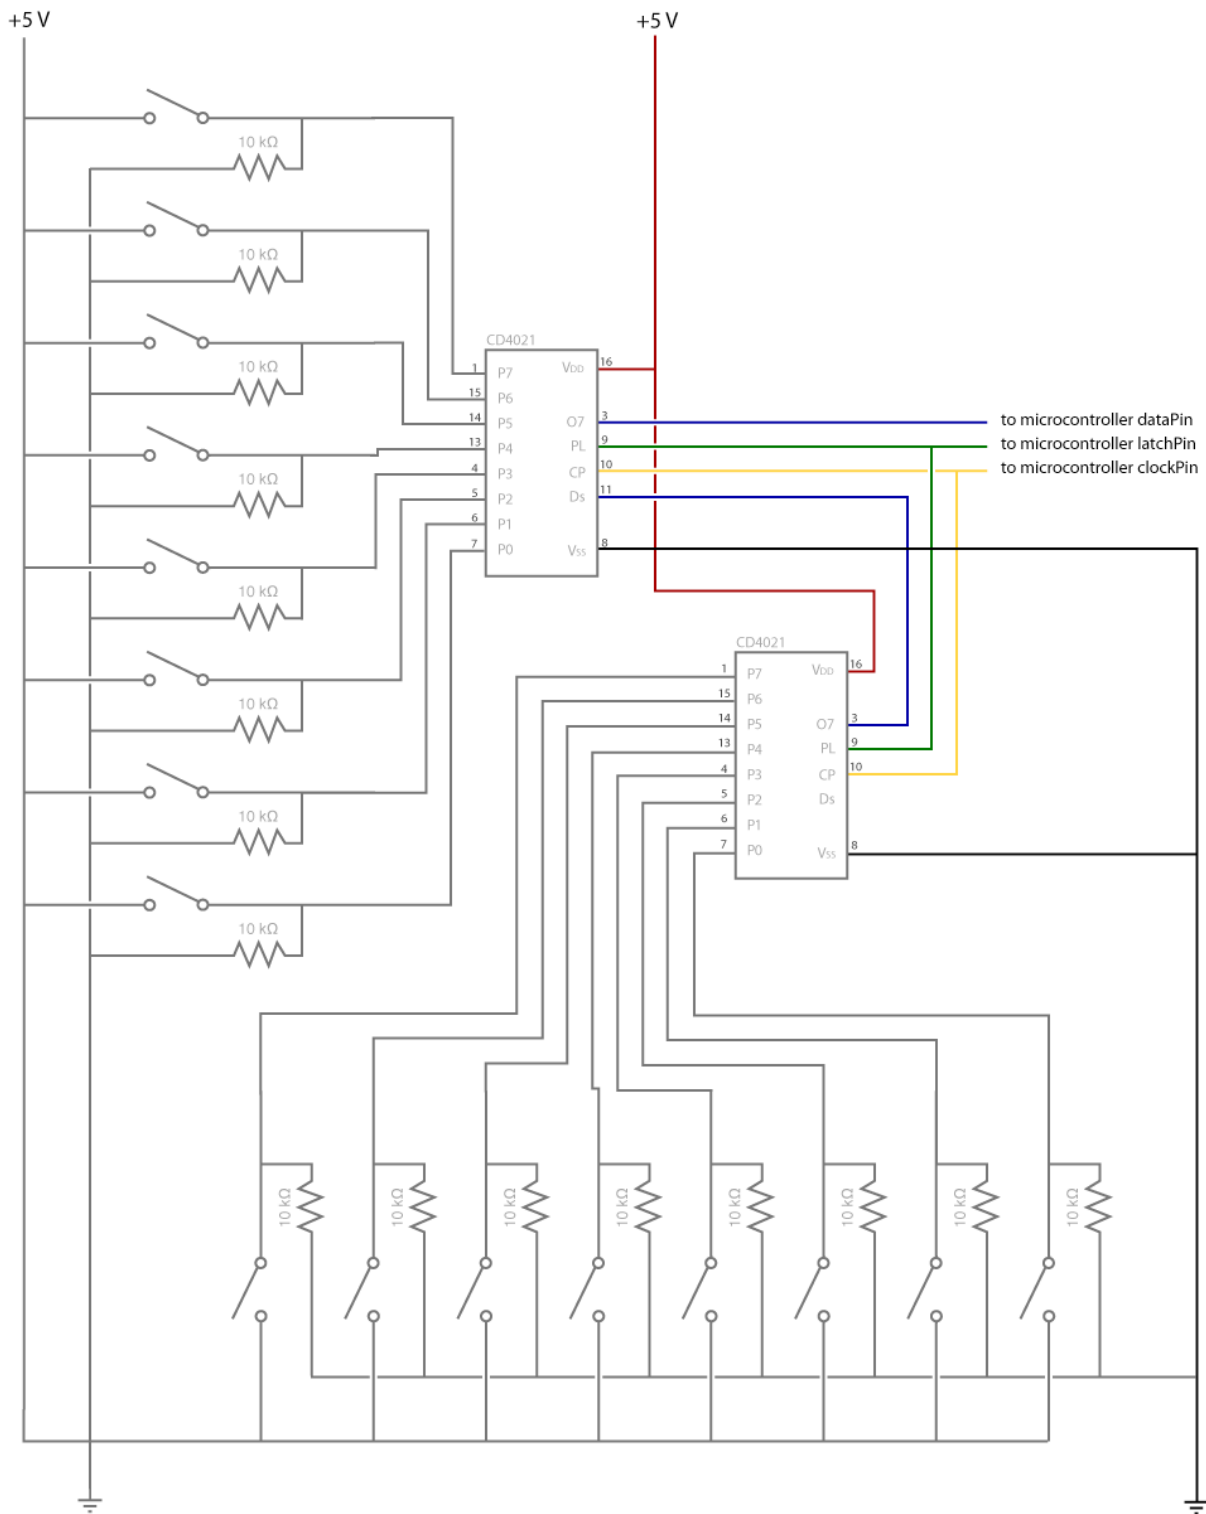 +5 V
+5 V
10 kΩ
10 kΩ
10 kΩ
10 kΩ
10 kΩ
10 kΩ
10 kΩ
10 kΩ
CD4021
1 P7 VDD 16
15 P6
14 P5 O7 3
13 P4 PL 9
4 P3 CP 10
5 P2 Ds 11
6 P1
7 P0 VSS 8
to microcontroller dataPin
to microcontroller latchPin
to microcontroller clockPin
CD4021
1 P7 VDD 16
15 P6
14 P5 O7 3
13 P4 PL 9
4 P3 CP 10
5 P2 Ds
6 P1
7 P0 VSS 8
10 kΩ
10 kΩ
10 kΩ
10 kΩ
10 kΩ
10 kΩ
10 kΩ
10 kΩ